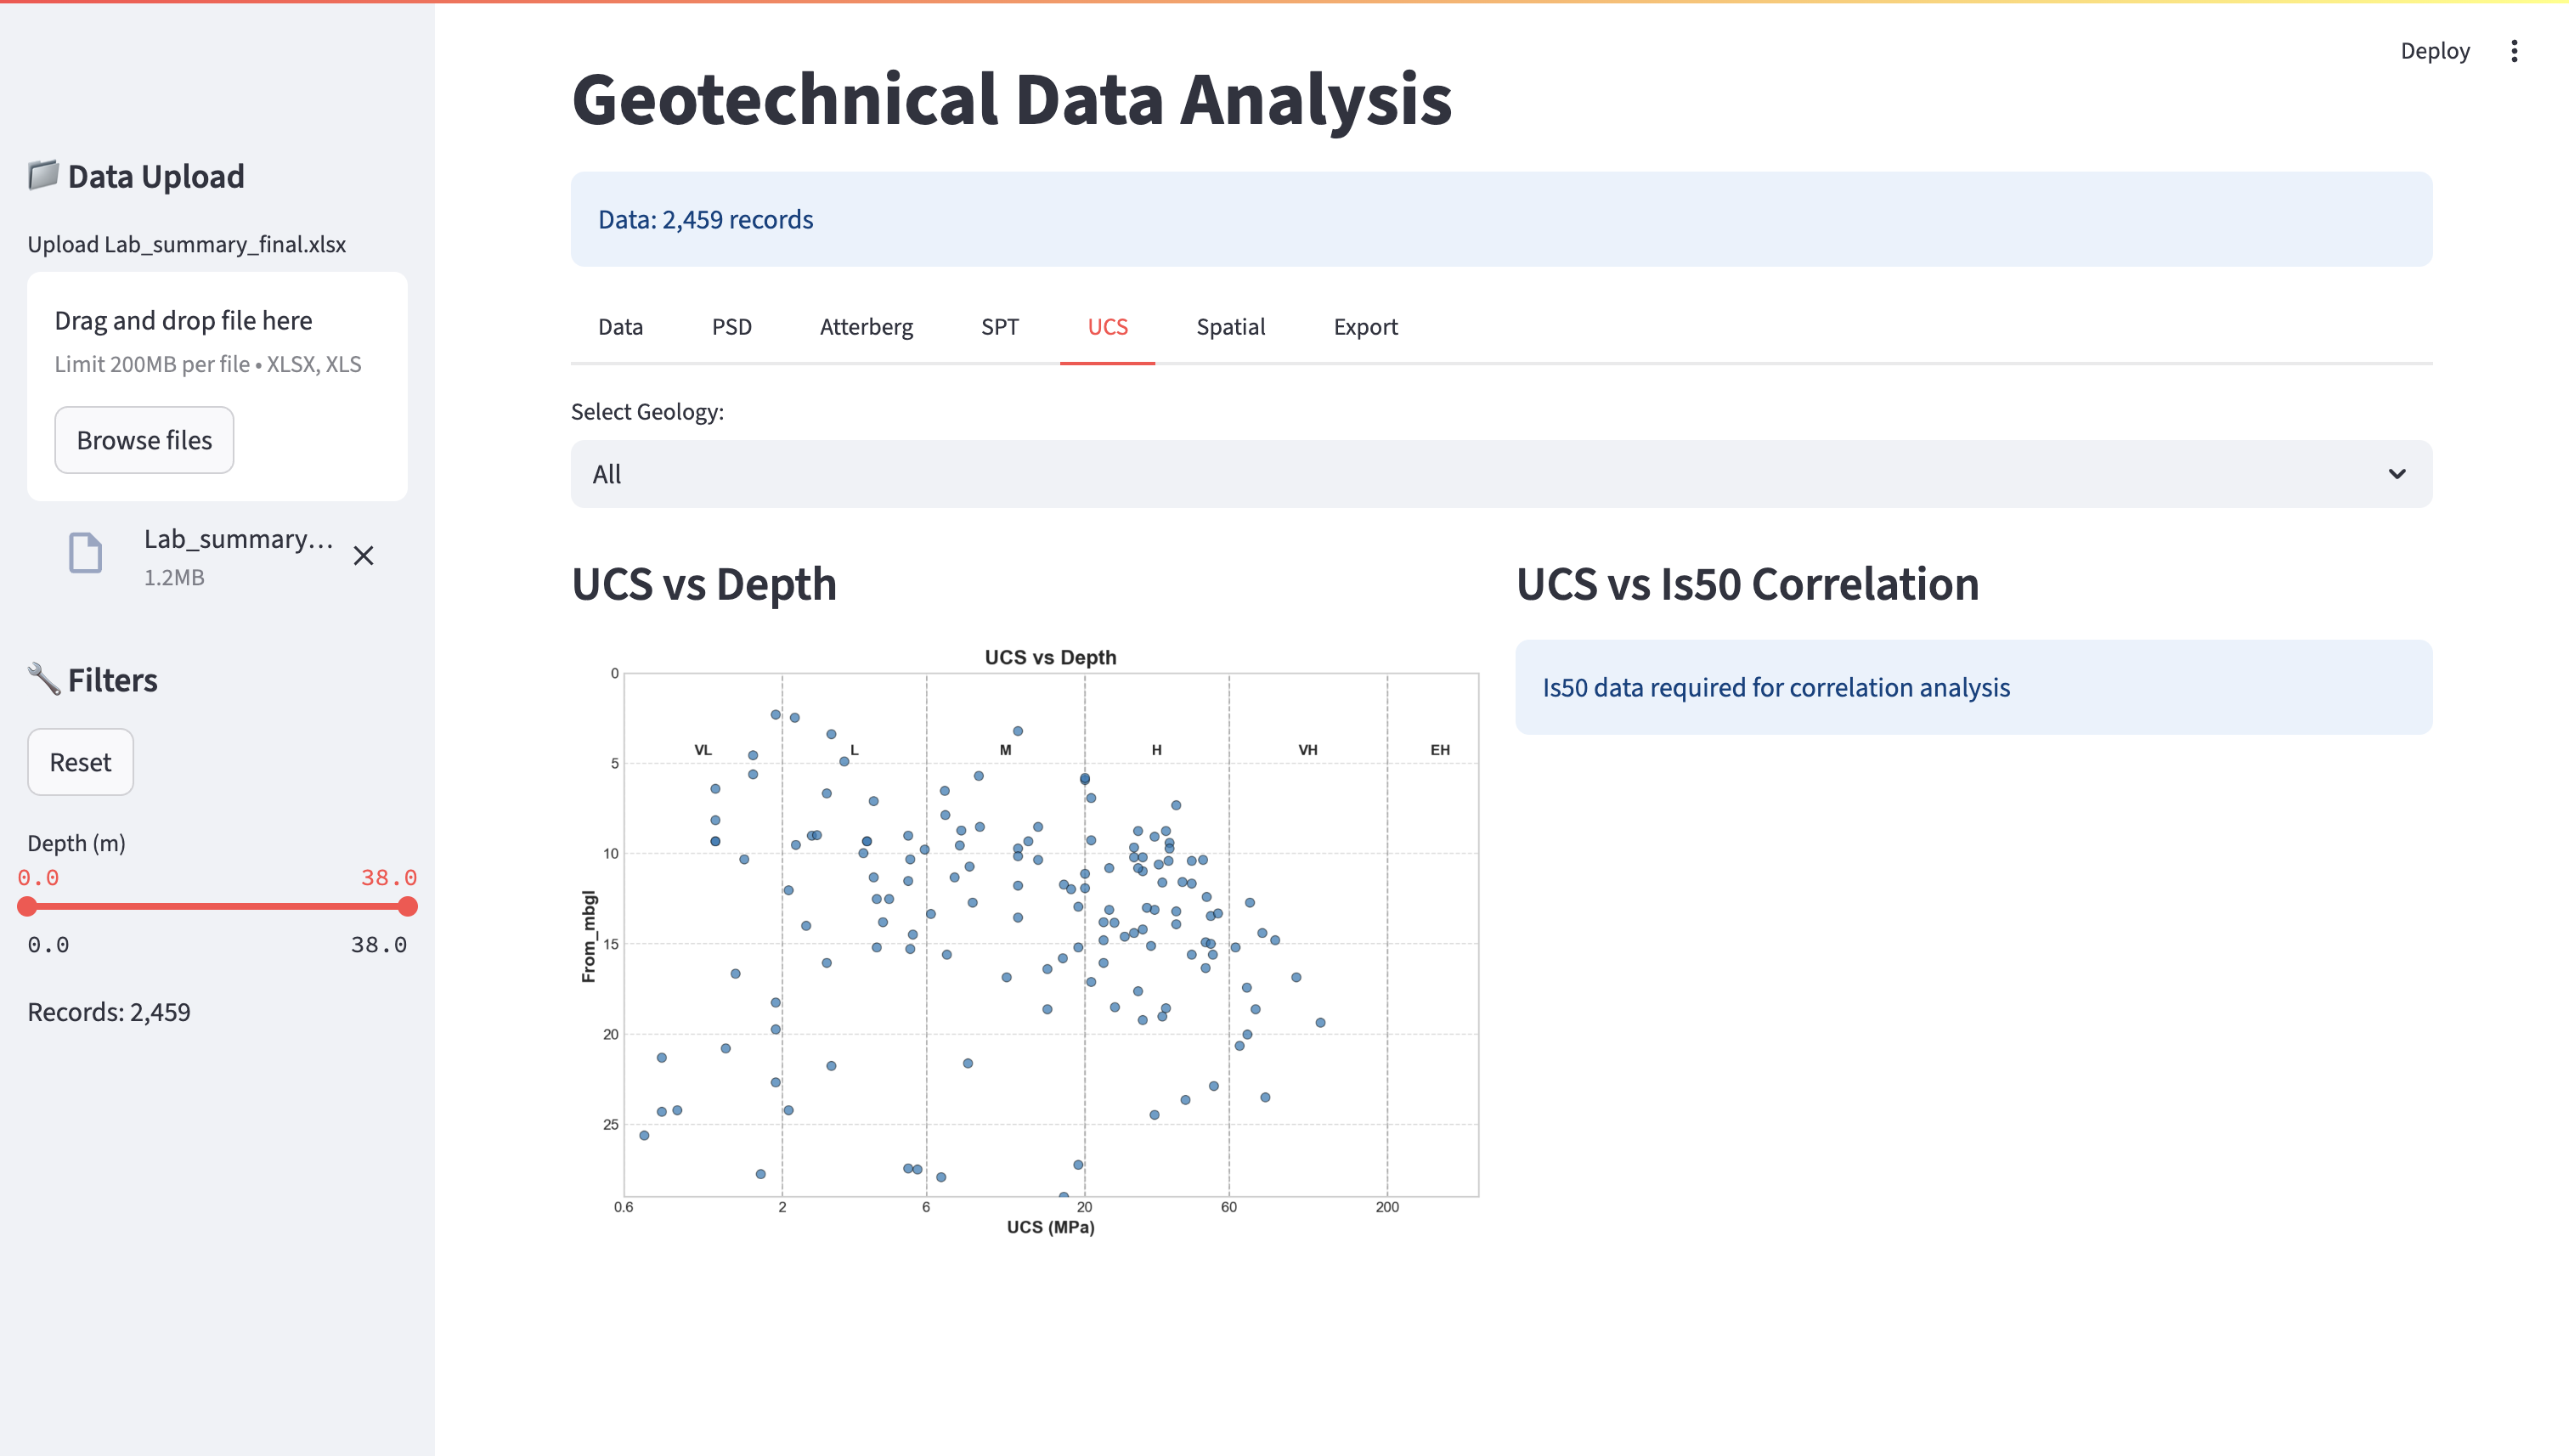 Deploy
Data Upload
Upload Lab_summary_final.xlsx
Drag and drop file here
Limit 200MB per file • XLSX, XLS
Browse files
Lab_summary...
1.2MB
Filters
Reset
Depth (m)
0.0 38.0
0.0 38.0
Records: 2,459
Geotechnical Data Analysis
Data: 2,459 records
Data PSD Atterberg SPT UCS Spatial Export
Select Geology:
All
UCS vs Depth
UCS vs Depth
VL L M H VH EH
0
5
10
15
20
25
From_mbgl
0.6 2 6 20 60 200
UCS (MPa)
UCS vs Is50 Correlation
Is50 data required for correlation analysis